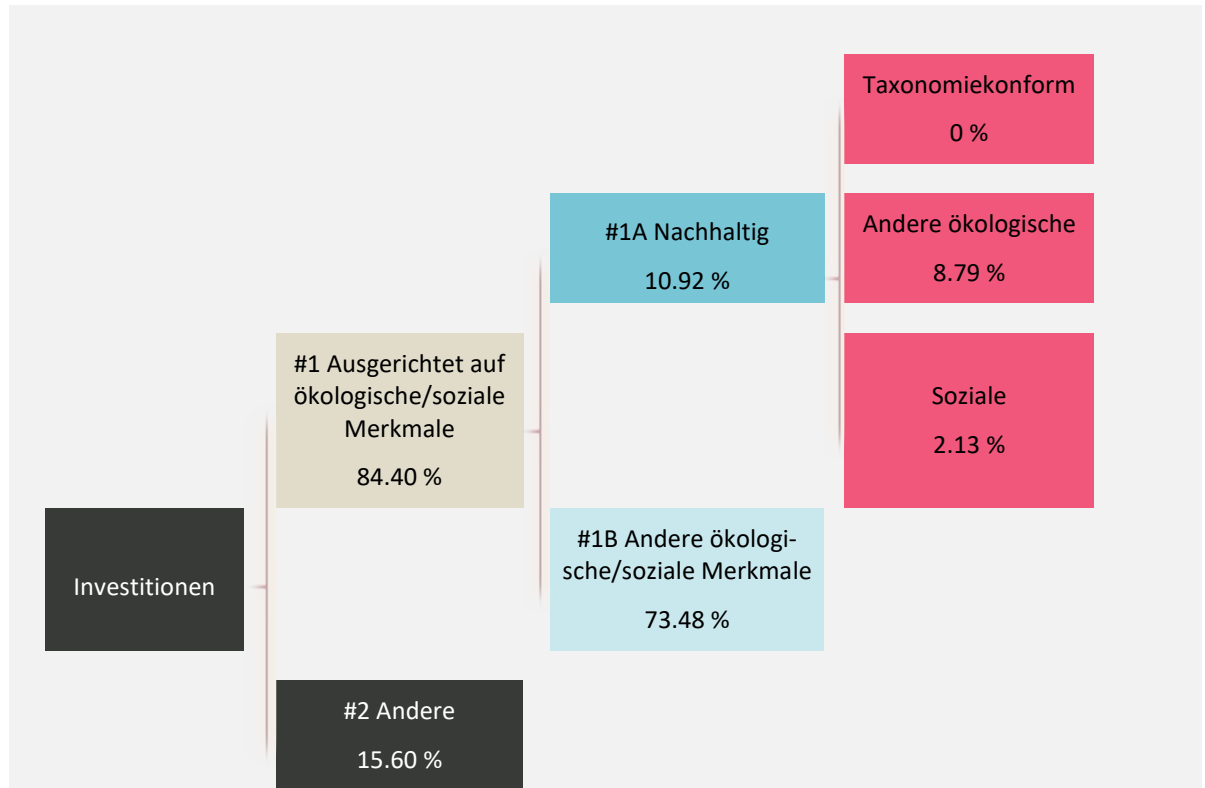 Taxonomiekonform
0 %
#1A Nachhaltig
10.92 %
Andere ökologische
8.79 %
#1 Ausgerichtet auf
ökologische/soziale
Merkmale
84.40 %
Soziale
2.13 %
Investitionen
#1B Andere ökologi-
sche/soziale Merkmale
73.48 %
#2 Andere
15.60 %